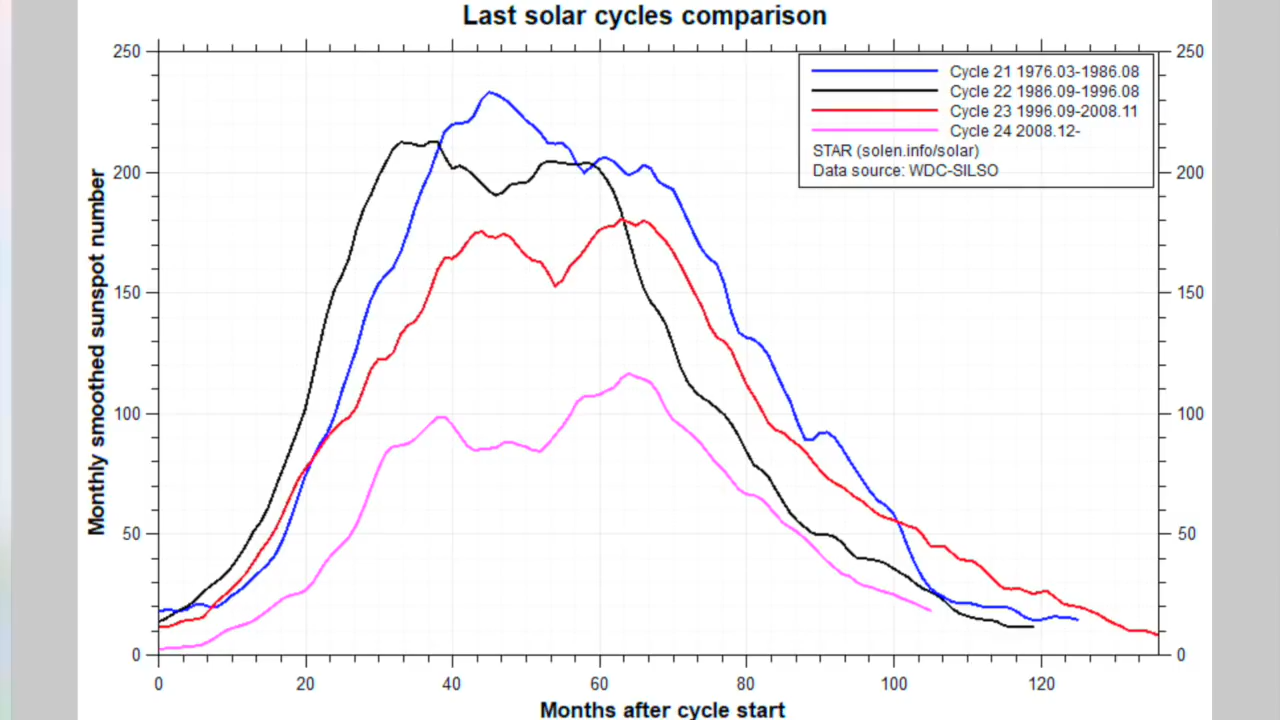 Last solar cycles comparison
250
200
150
100
50
0
Monthly smoothed sunspot number
Cycle 21 1976.03-1986.08
Cycle 22 1986.09-1996.08
Cycle 23 1996.09-2008.11
Cycle 24 2008.12-
STAR (solen.info/solar)
Data source: WDC-SILSO
250
200
150
100
50
0
0 20 40 60 80 100 120
Months after cycle start